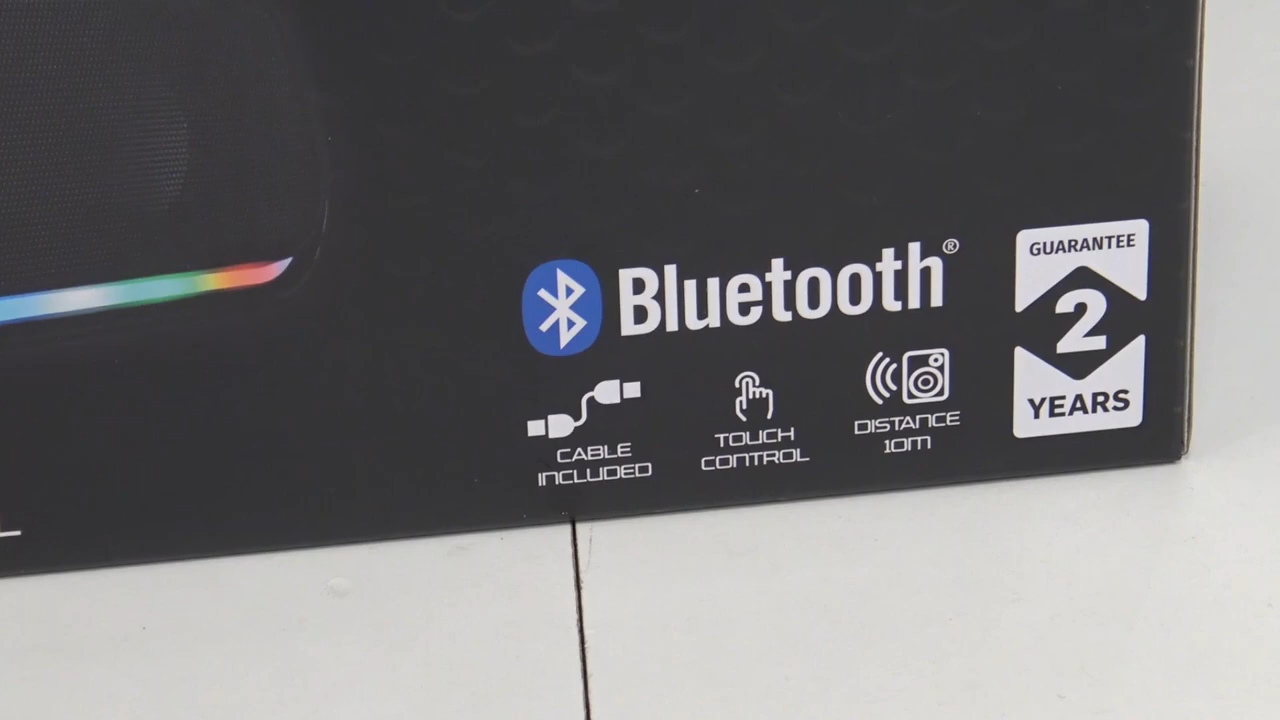 Bluetooth®
GUARANTEE
2
YEARS
CABLE
INCLUDED
TOUCH
CONTROL
DISTANCE
10M